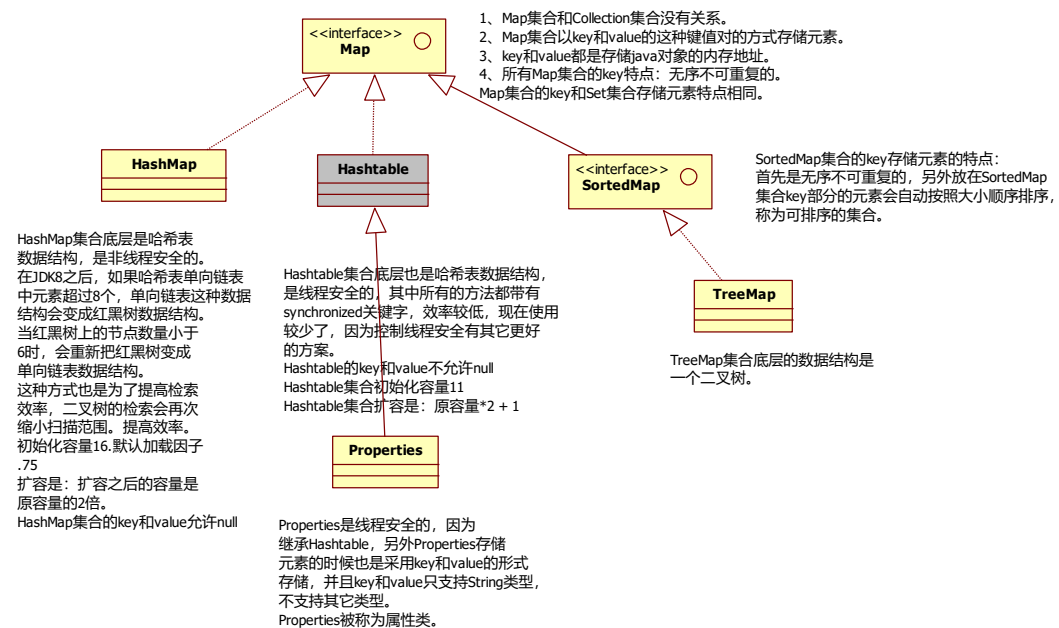 <<interface>>
Map
1、Map集合和Collection集合没有关系。
2、Map集合以key和value的这种键值对的方式存储元素。
3、key和value都是存储java对象的内存地址。
4、所有Map集合的key特点：无序不可重复的。
Map集合的key和Set集合存储元素特点相同。
HashMap
Hashtable
<<interface>>
SortedMap
SortedMap集合的key存储元素的特点：
首先是无序不可重复的，另外放在SortedMap
集合key部分的元素会自动按照大小顺序排序，
称为可排序的集合。
HashMap集合底层是哈希表
数据结构，是非线程安全的。
在JDK8之后，如果哈希表单向链表
中元素超过8个，单向链表这种数据
结构会变成红黑树数据结构。
当红黑树上的节点数量小于
6时，会重新把红黑树变成
单向链表数据结构。
这种方式也是为了提高检索
效率，二叉树的检索会再次
缩小扫描范围。提高效率。
初始化容量16.默认加载因子
.75
扩容是：扩容之后的容量是
原容量的2倍。
HashMap集合的key和value允许null
Hashtable集合底层也是哈希表数据结构，
是线程安全的，其中所有的方法都带有
synchronized关键字，效率较低，现在使用
较少了，因为控制线程安全有其它更好
的方案。
Hashtable的key和value不允许null
Hashtable集合初始化容量11
Hashtable集合扩容是：原容量*2 + 1
TreeMap
TreeMap集合底层的数据结构是
一个二叉树。
Properties
Properties是线程安全的，因为
继承Hashtable，另外Properties存储
元素的时候也是采用key和value的形式
存储，并且key和value只支持String类型，
不支持其它类型。
Properties被称为属性类。